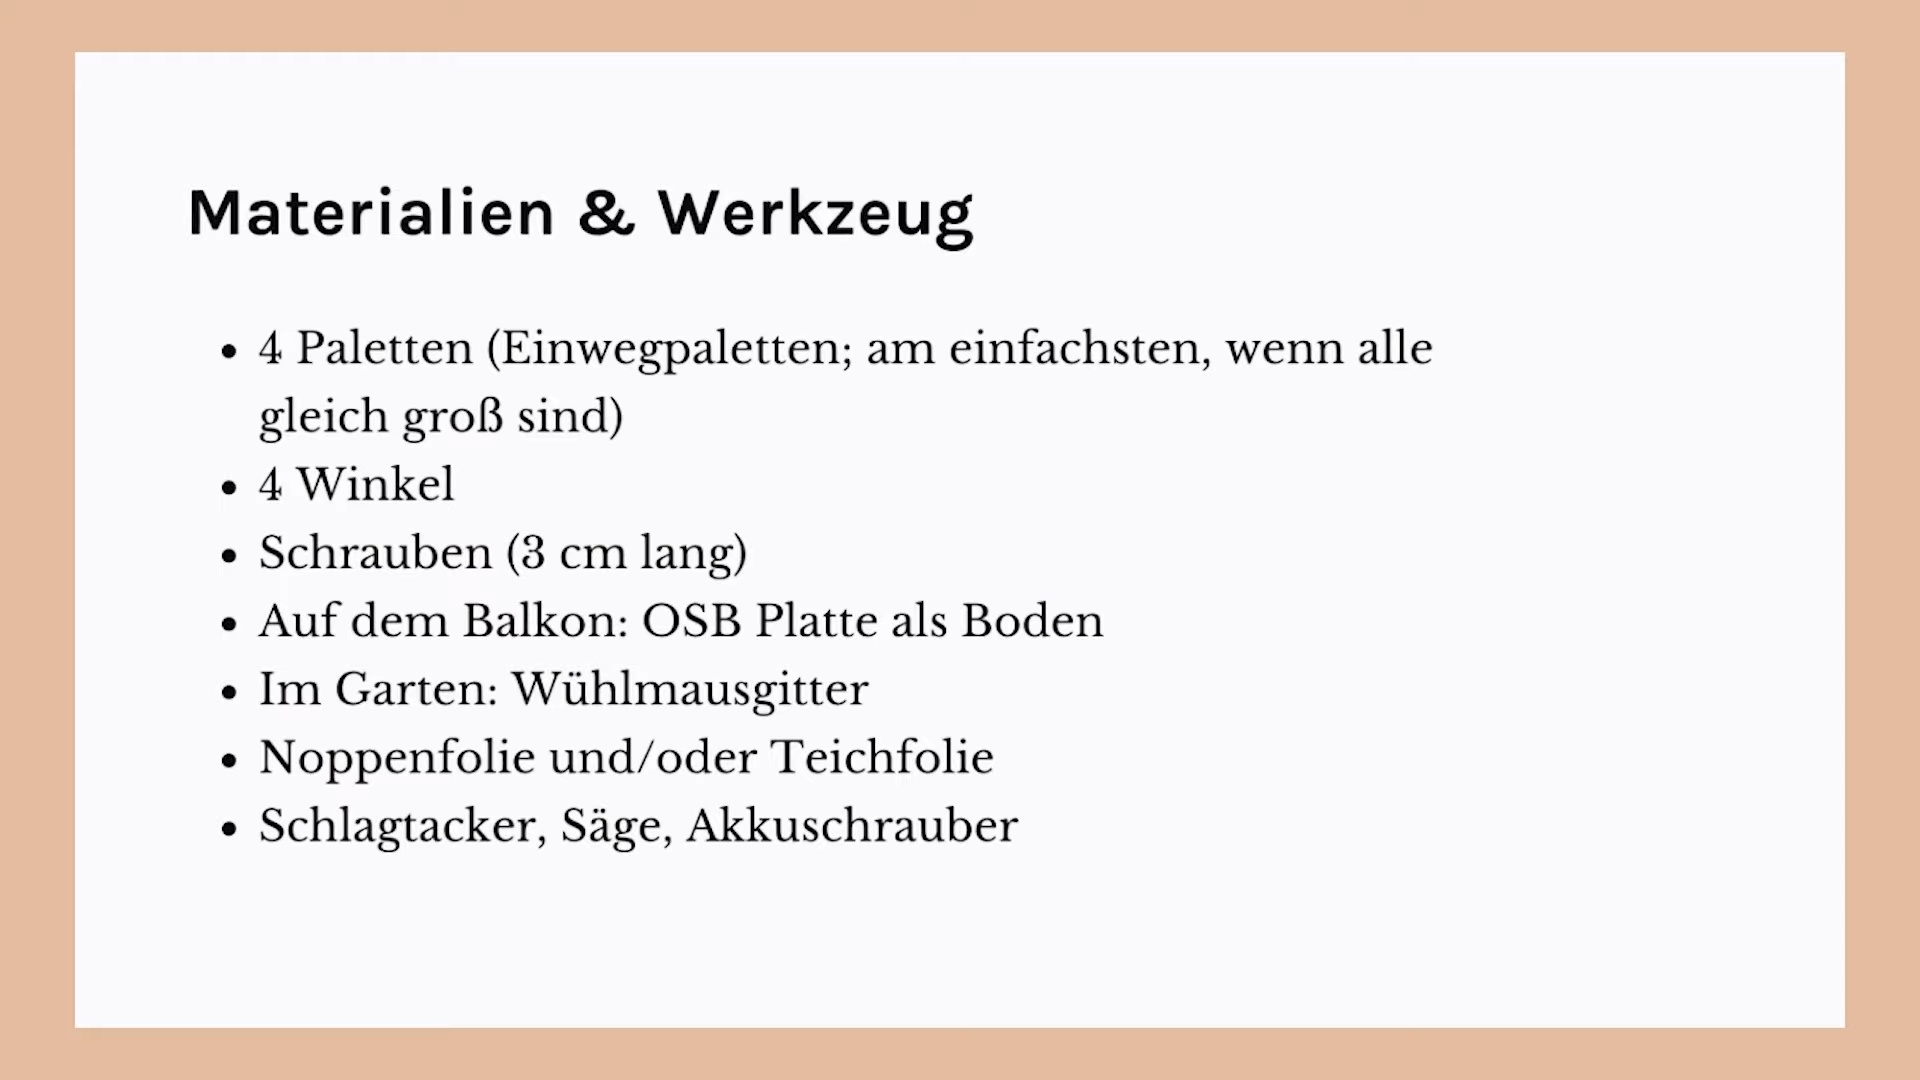 Materialien & Werkzeug
• 4 Paletten (Einwegpaletten; am einfachsten, wenn alle
gleich groß sind)
• 4 Winkel
• Schrauben (3 cm lang)
• Auf dem Balkon: OSB Platte als Boden
• Im Garten: Wühlmausgitter
• Noppenfolie und/oder Teichfolie
• Schlagtacker, Säge, Akkuschrauber